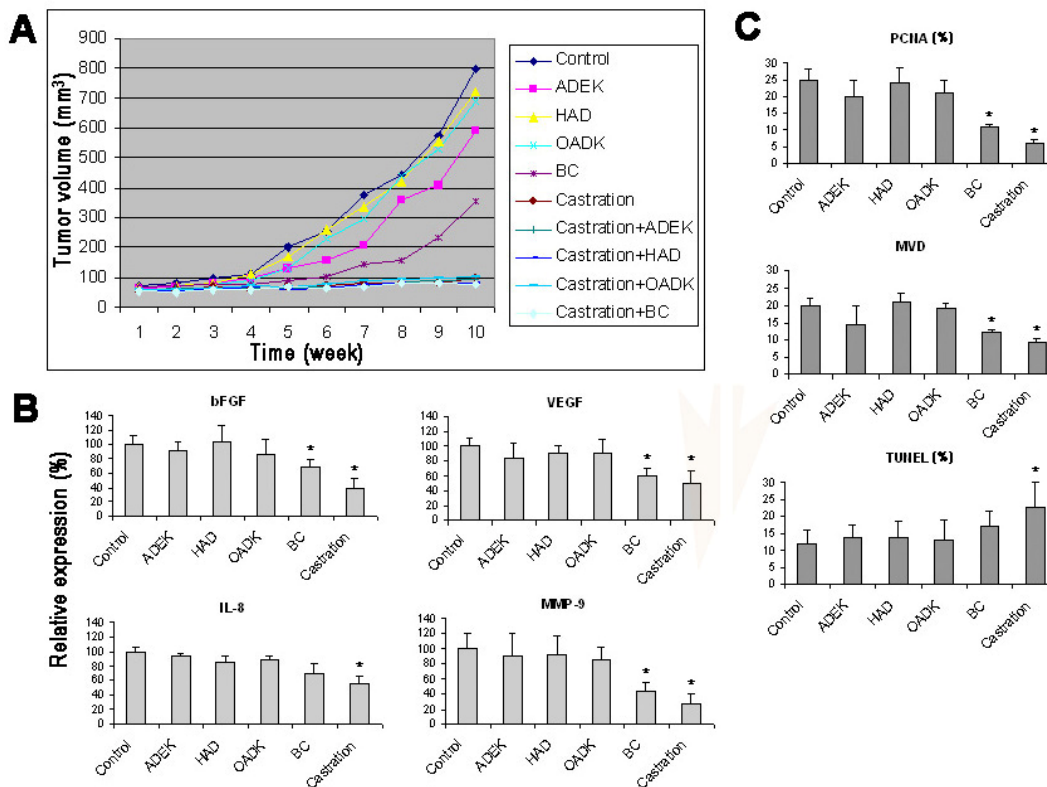 A
Tumor volume (mm³)
900
800
700
600
500
400
300
200
100
0
1 2 3 4 5 6 7 8 9 10
Time (week)
Control
ADEK
HAD
OADK
BC
Castration
Castration+ADEK
Castration+HAD
Castration+OADK
Castration+BC
B
Relative expression (%)
bFGF
140
120
100
80
60
40
20
0
* *
Control ADEK HAD OADK BC Castration
VEGF
140
120
100
80
60
40
20
0
* *
Control ADEK HAD OADK BC Castration
IL-8
140
120
100
80
60
40
20
0
*
Control ADEK HAD OADK BC Castration
MMP-9
140
120
100
80
60
40
20
0
* *
Control ADEK HAD OADK BC Castration
C
PCNA (%)
30
25
20
15
10
5
0
* *
Control ADEK HAD OADK BC Castration
MVD
30
25
20
15
10
5
0
* *
Control ADEK HAD OADK BC Castration
TUNEL (%)
30
25
20
15
10
5
0
*
Control ADEK HAD OADK BC Castration